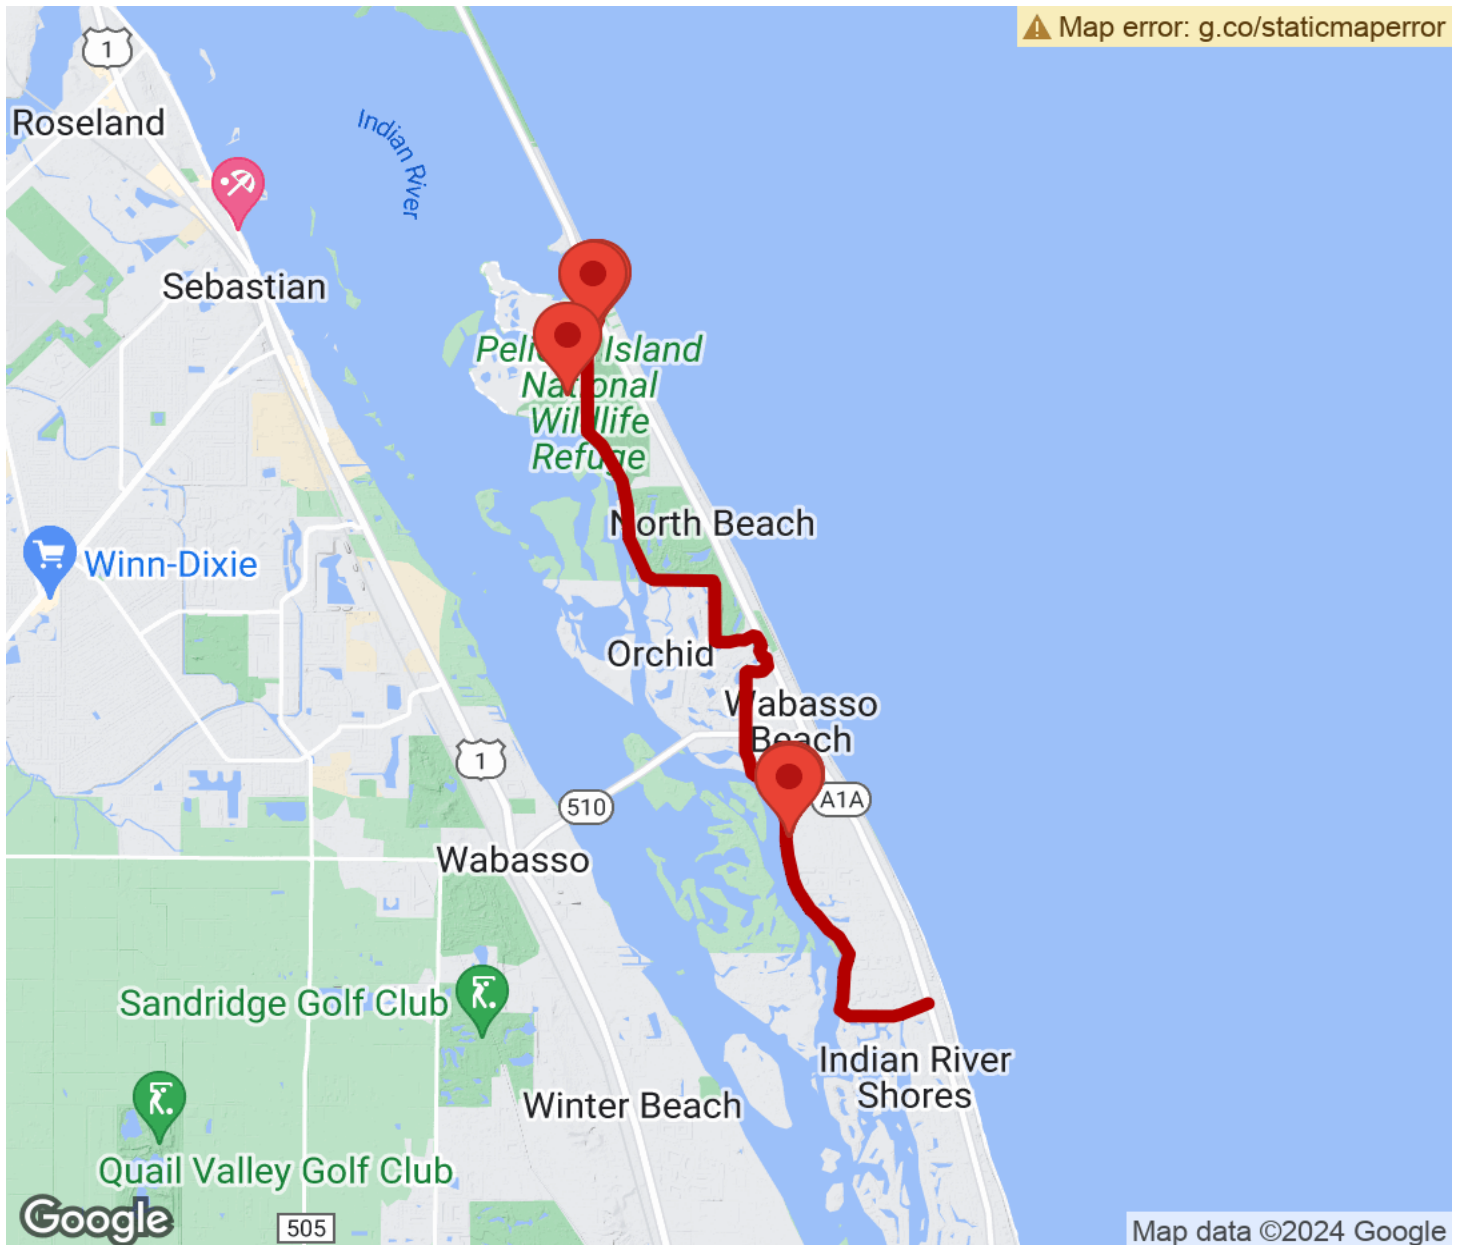 Map error: g.co/staticmaperror
1
Roseland
Indian River
Sebastian
Pelican Island
National
Wildlife
Refuge
North Beach
Winn-Dixie
Orchid
Wabasso
Beach
1
A1A
510
Wabasso
Sandridge Golf Club
Indian River
Shores
Winter Beach
Quail Valley Golf Club
Google
505
Map data ©2024 Google